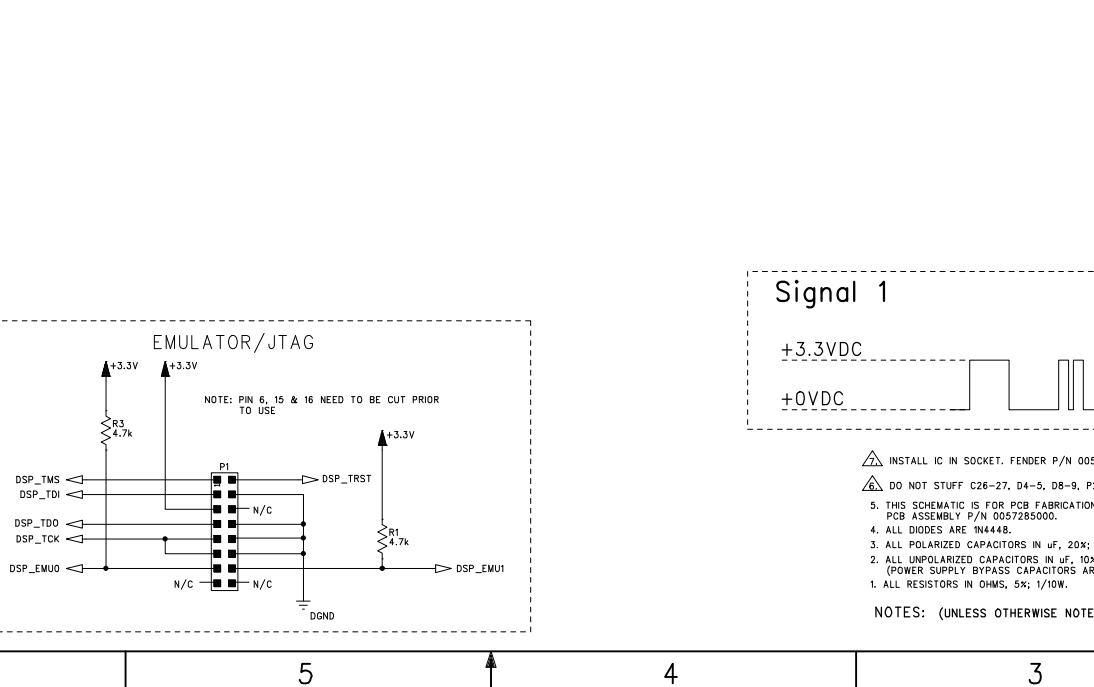 Signal 1
+3.3VDC
+0VDC
EMULATOR/JTAG
+3.3V
+3.3V
NOTE: PIN 6, 15 & 16 NEED TO BE CUT PRIOR
TO USE
R3
4.7k
+3.3V
P1
DSP_TMS
DSP_TRST
DSP_TDI
N/C
DSP_TDO
DSP_TCK
R1
4.7k
DSP_EMU0
DSP_EMU1
N/C
N/C
DGND
7. INSTALL IC IN SOCKET. FENDER P/N 005
6. DO NOT STUFF C26-27, D4-5, D8-9,
5. THIS SCHEMATIC IS FOR PCB FABRICATION
PCB ASSEMBLY P/N 0057285000.
4. ALL DIODES ARE 1N4448.
3. ALL POLARIZED CAPACITORS IN uF, 20%;
2. ALL UNPOLARIZED CAPACITORS IN uF, 10%
(POWER SUPPLY BYPASS CAPACITORS AR
1. ALL RESISTORS IN OHMS, 5%; 1/10W.
NOTES: (UNLESS OTHERWISE NOTE
5
4
3